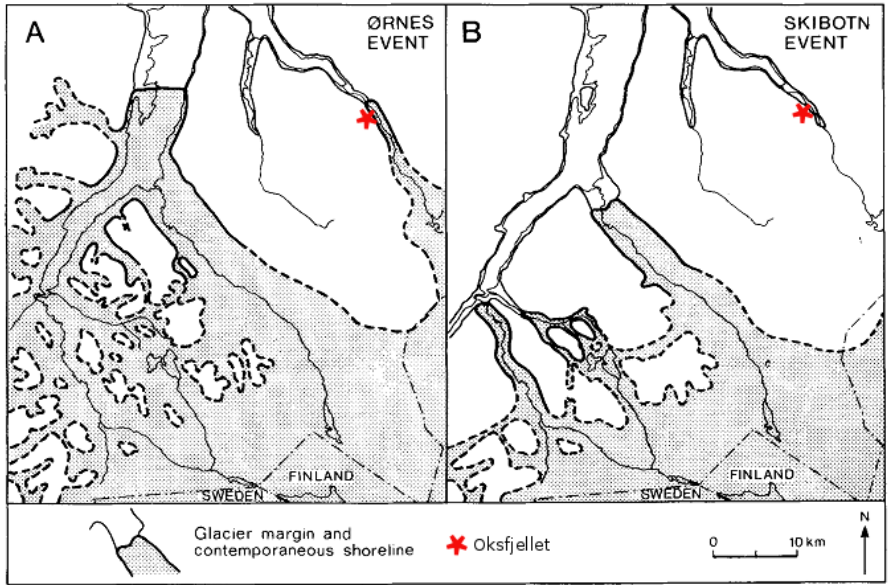 A
ØRNES
EVENT
FINLAND
SWEDEN
B
SKIBOTN
EVENT
FINLAND
SWEDEN
Glacier margin and
contemporaneous shoreline
Oksfjellet
0 10 km
N